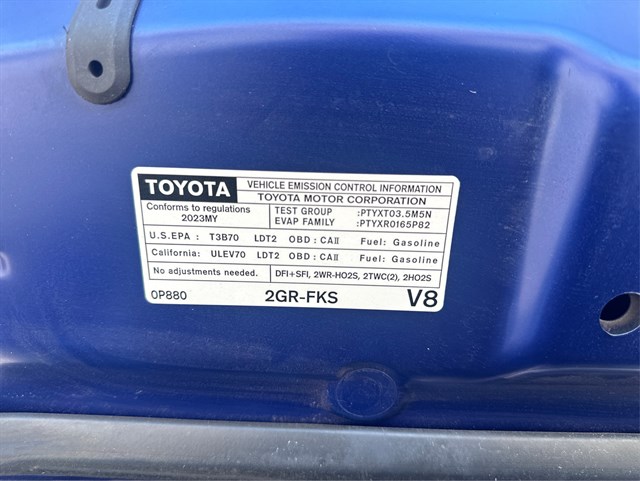 TOYOTA VEHICLE EMISSION CONTROL INFORMATION
TOYOTA MOTOR CORPORATION
Conforms to regulations
2023MY
TEST GROUP :PTYXT03.5M5N
EVAP FAMILY :PTYXR0165P82
U.S.EPA : T3B70 LDT2 OBD : CAII Fuel: Gasoline
California: ULEV70 LDT2 OBD : CAII Fuel: Gasoline
No adjustments needed. DFI+SFI, 2WR-HO2S, 2TWC(2), 2HO2S
0P880 2GR-FKS V8